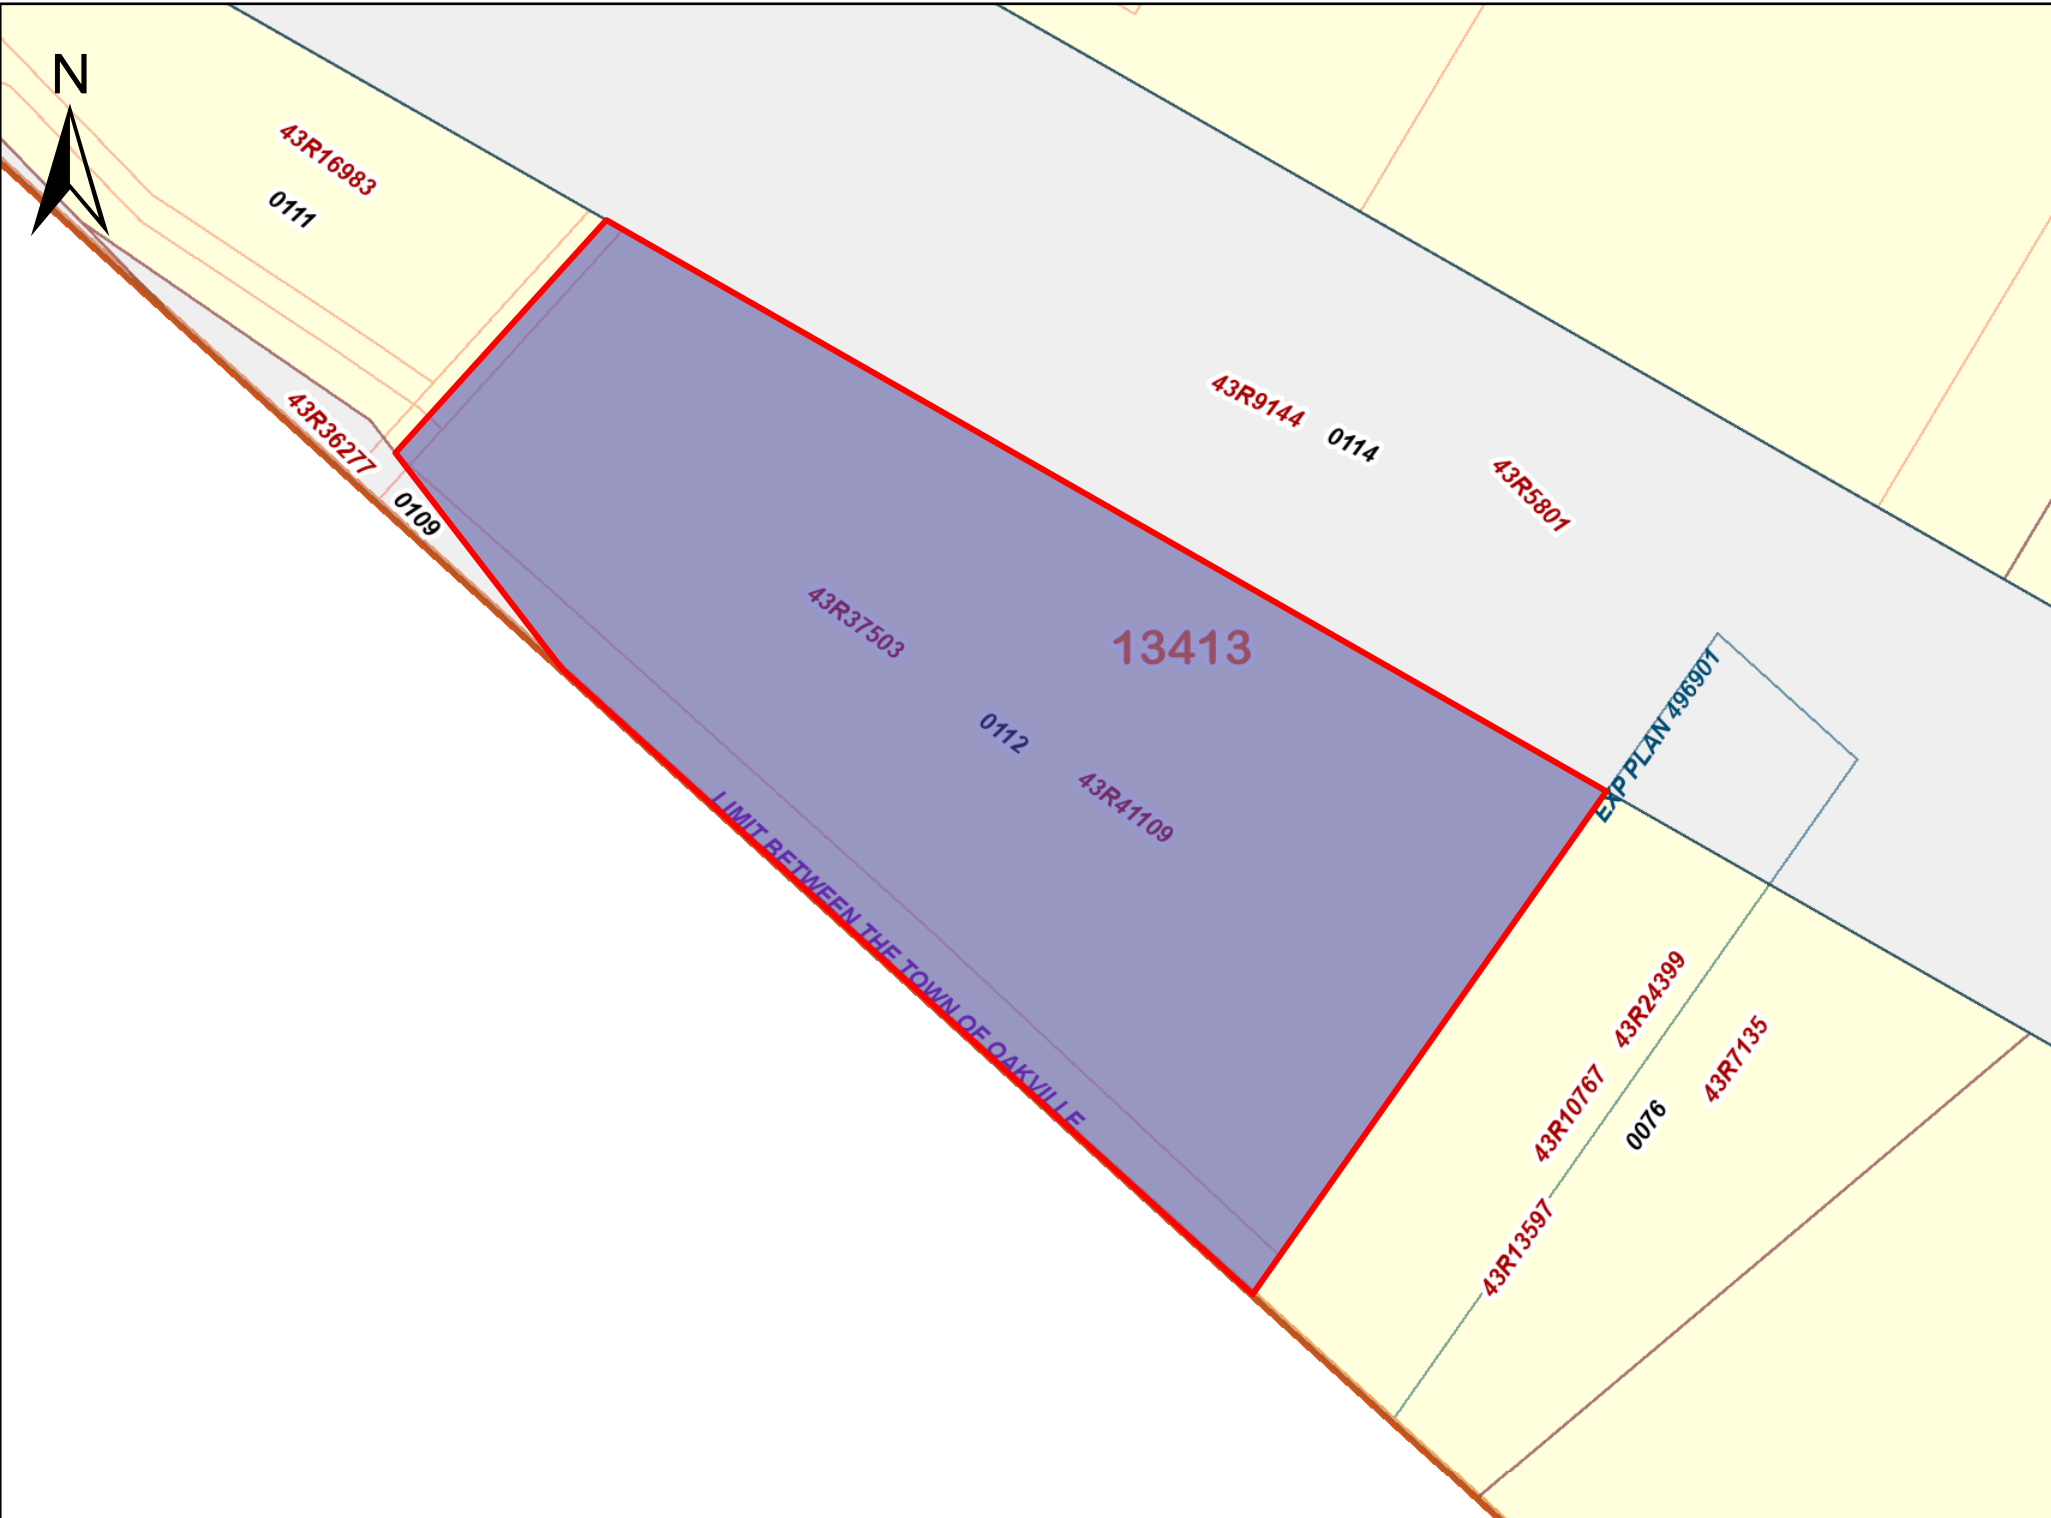 N
43R16983
0111
43R36277
0109
43R9144
0114
43R5801
43R37503
13413
0112
43R41109
EXP PLAN 496901
LIMIT BETWEEN THE TOWN OF OAKVILLE
43R24399
43R10767
43R7135
0076
43R13597